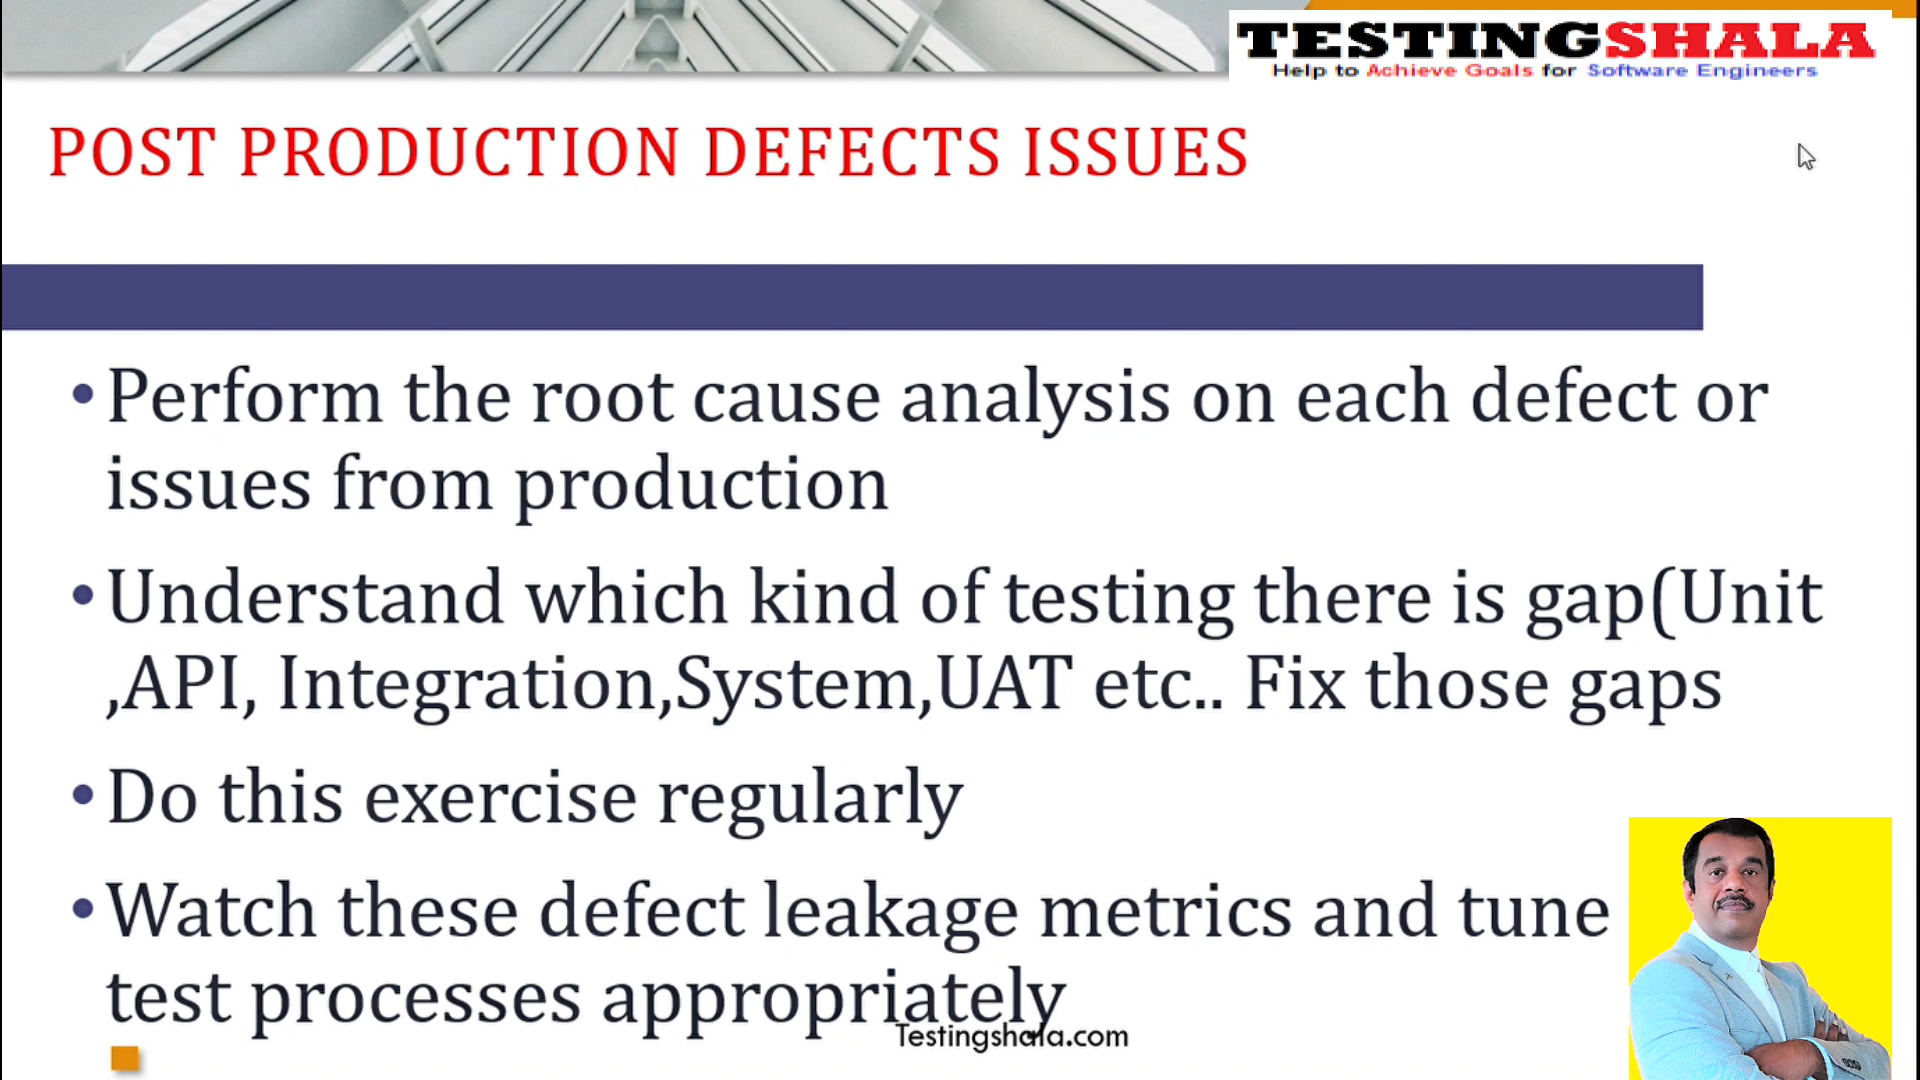 TESTINGSHALA
Help to Achieve Goals for Software Engineers
POST PRODUCTION DEFECTS ISSUES
•Perform the root cause analysis on each defect or
issues from production
•Understand which kind of testing there is gap(Unit
,API, Integration,System,UAT etc.. Fix those gaps
•Do this exercise regularly
•Watch these defect leakage metrics and tune
test processes appropriately
Testingshala.com